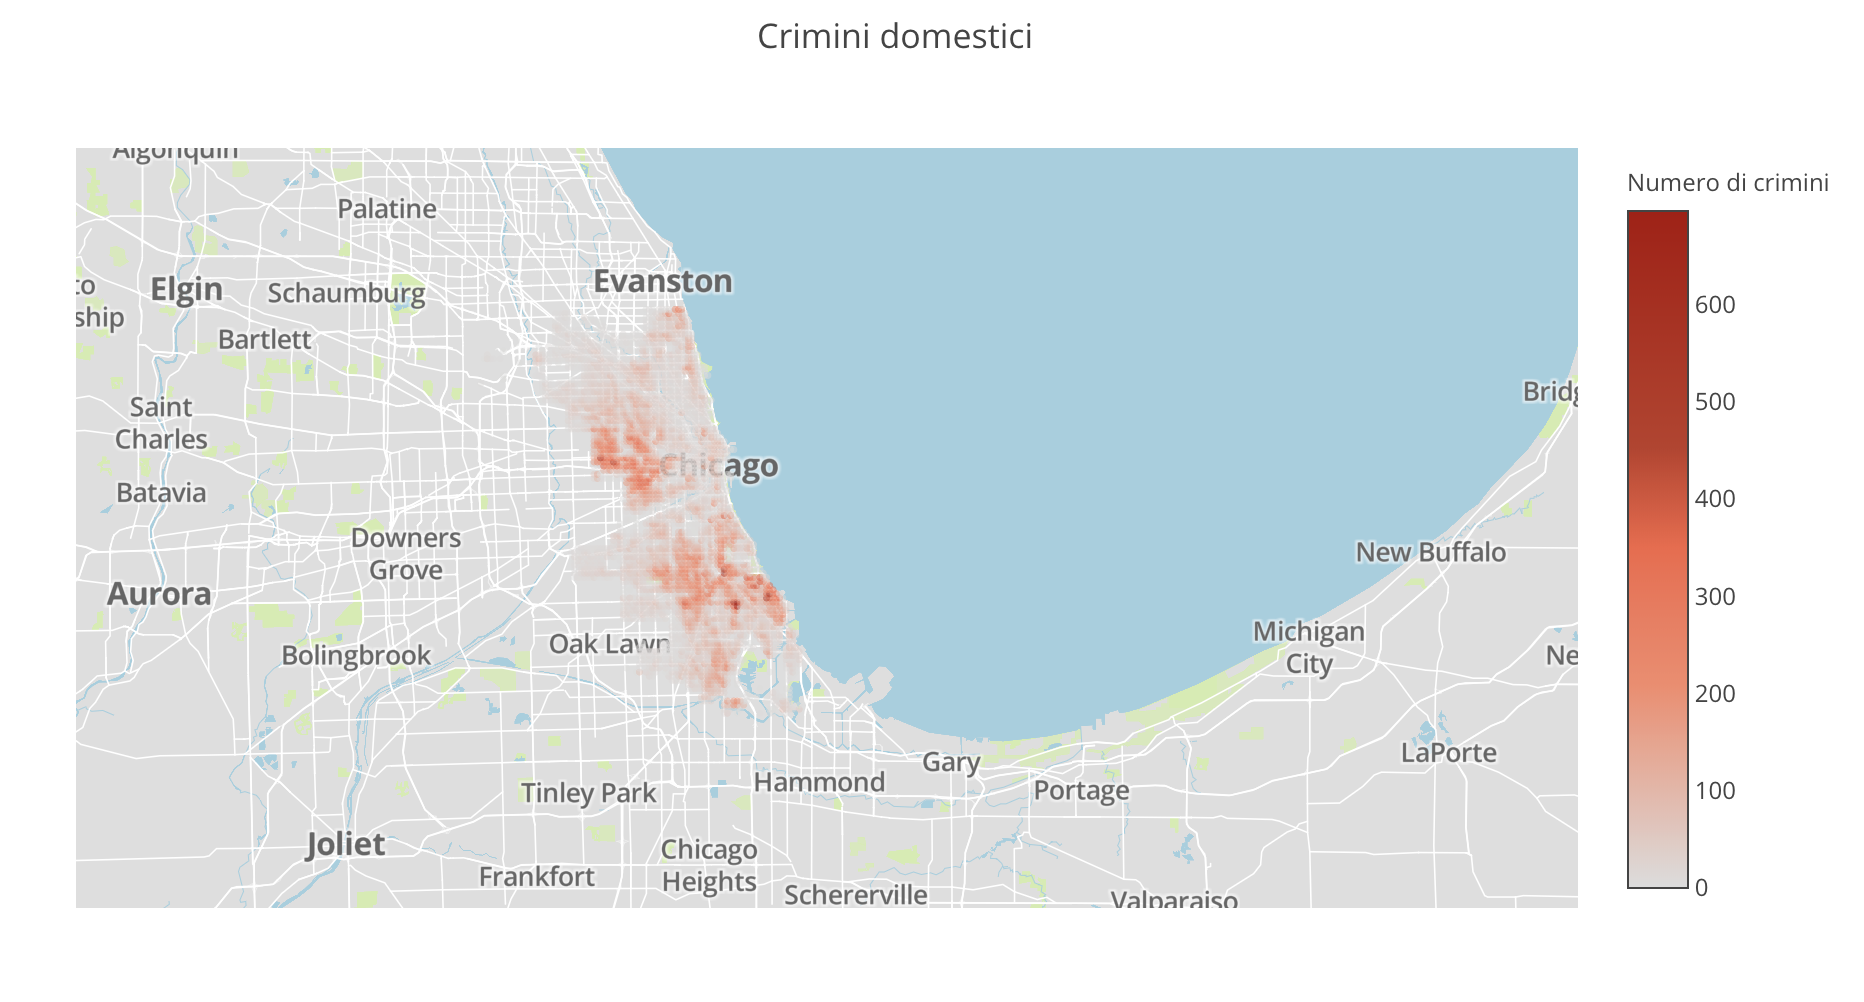 Crimini domestici
Algonquin
Palatine
Evanston
to
ship
Elgin
Schaumburg
Bartlett
Saint
Charles
Batavia
Chicago
Downers
Grove
Aurora
Oak Lawn
Bolingbrook
Bridg
New Buffalo
Michigan
City
Ne
LaPorte
Gary
Hammond
Portage
Tinley Park
Joliet
Chicago
Heights
Frankfort
Schererville
Valparaiso
Numero di crimini
600
500
400
300
200
100
0